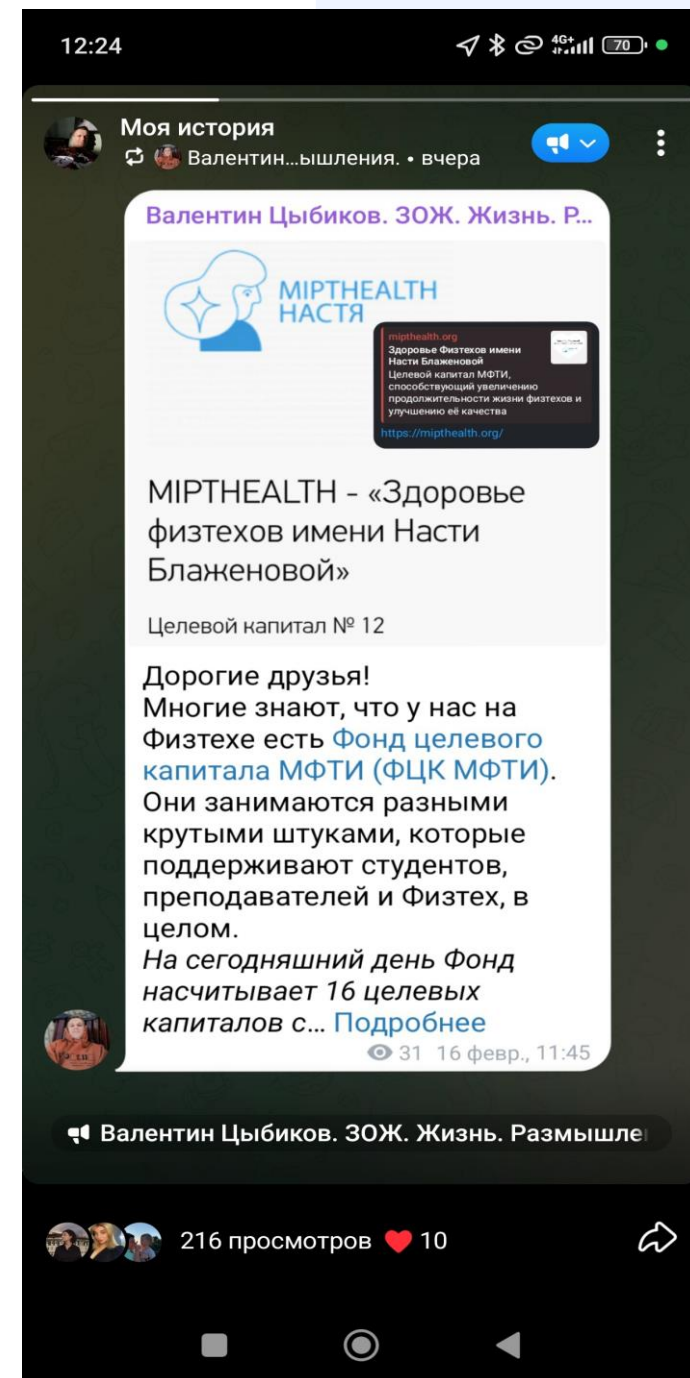 12:24
4G+
70
Моя история
Валентин...ышления. • вчера
Валентин Цыбиков. ЗОЖ. Жизнь. Р...
MIPTHEALTH
НАСТЯ
mipthealth.org
Здоровье Физтехов имени
Насти Блаженовой
Целевой капитал МФТИ,
способствующий увеличению
продолжительности жизни физтехов и
улучшению её качества
https://mipthealth.org/
MIPTHEALTH - «Здоровье
физтехов имени Насти
Блаженовой»
Целевой капитал № 12
Дорогие друзья!
Многие знают, что у нас на
Физтехе есть Фонд целевого
капитала МФТИ (ФЦК МФТИ).
Они занимаются разными
крутыми штуками, которые
поддерживают студентов,
преподавателей и Физтех, в
целом.
На сегодняшний день Фонд
насчитывает 16 целевых
капиталов с... Подробнее
31 16 февр., 11:45
Валентин Цыбиков. ЗОЖ. Жизнь. Размышле
216 просмотров ❤ 10